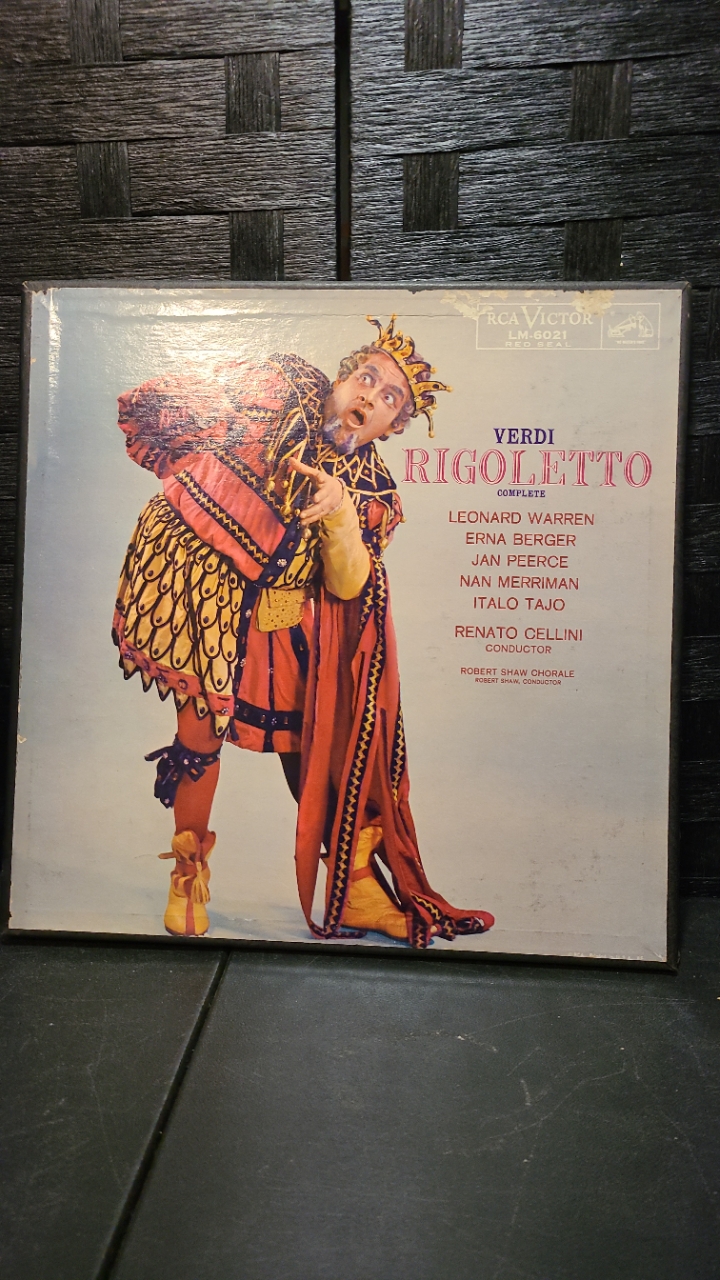 RCA VICTOR
LM-6021
RED SEAL
VERDI
RIGOLETTO
COMPLETE
LEONARD WARREN
ERNA BERGER
JAN PEERCE
NAN MERRIMAN
ITALO TAJO
RENATO CELLINI
CONDUCTOR
ROBERT SHAW CHORALE
ROBERT SHAW, CONDUCTOR